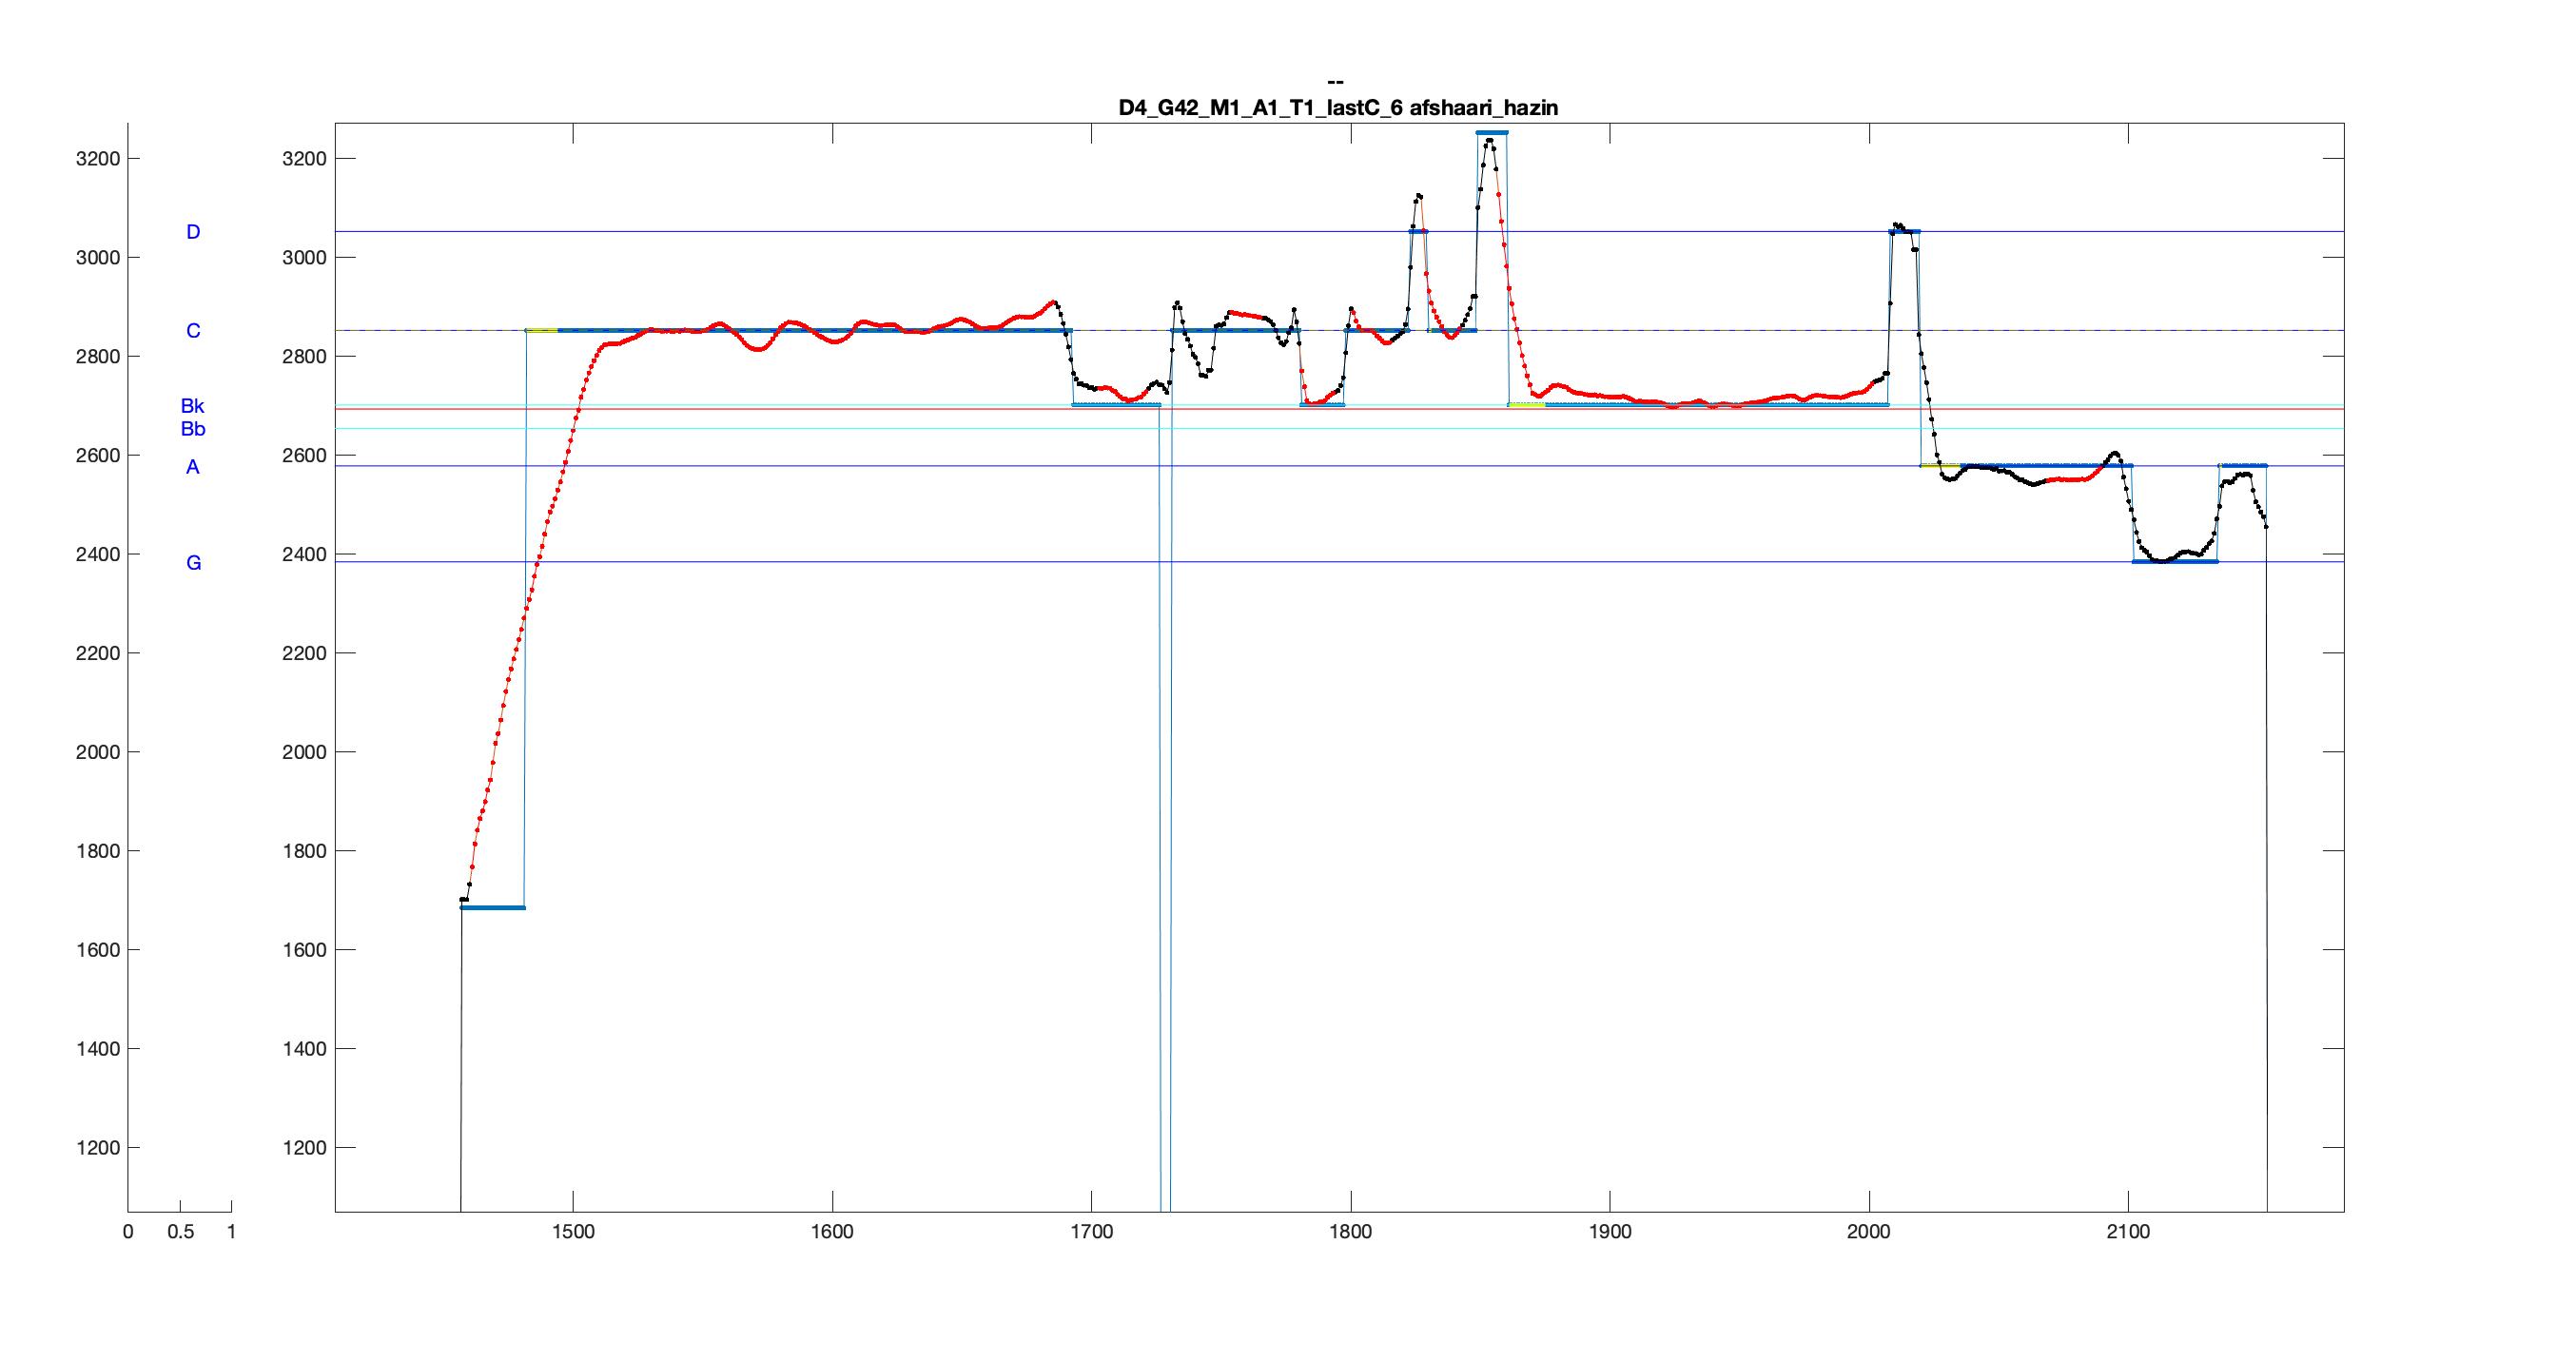 --
D4_G42_M1_A1_T1_lastC_6 afshaari_hazin
3200 3200
D
3000 3000
C
2800 2800
Bk
Bb
2600 2600
A
G
2400 2400
2200 2200
2000 2000
1800 1800
1600 1600
1400 1400
1200 1200
0 0.5 1 1500 1600 1700 1800 1900 2000 2100